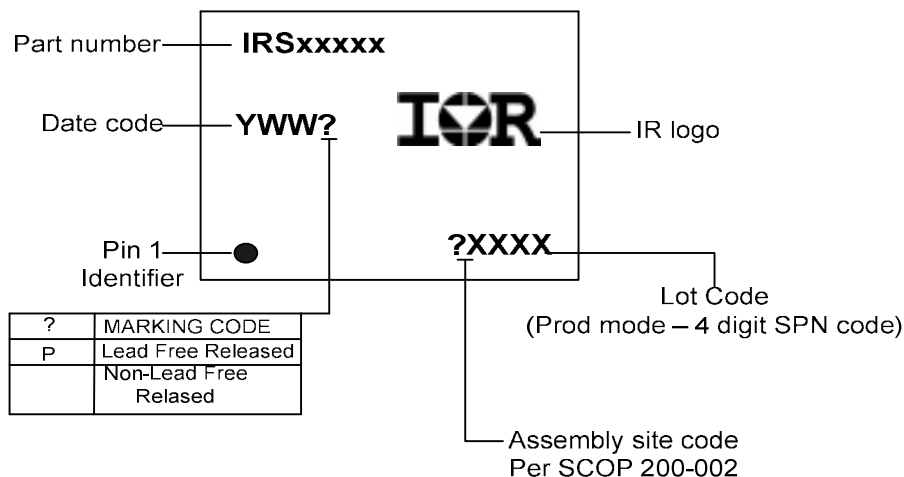 Part number
IRSxxxxx
Date code
YWW?
IOR
IR logo
Pin 1
Identifier
?XXXX
Lot Code
(Prod mode – 4 digit SPN code)
? MARKING CODE
P Lead Free Released
Non-Lead Free
Relased
Assembly site code
Per SCOP 200-002